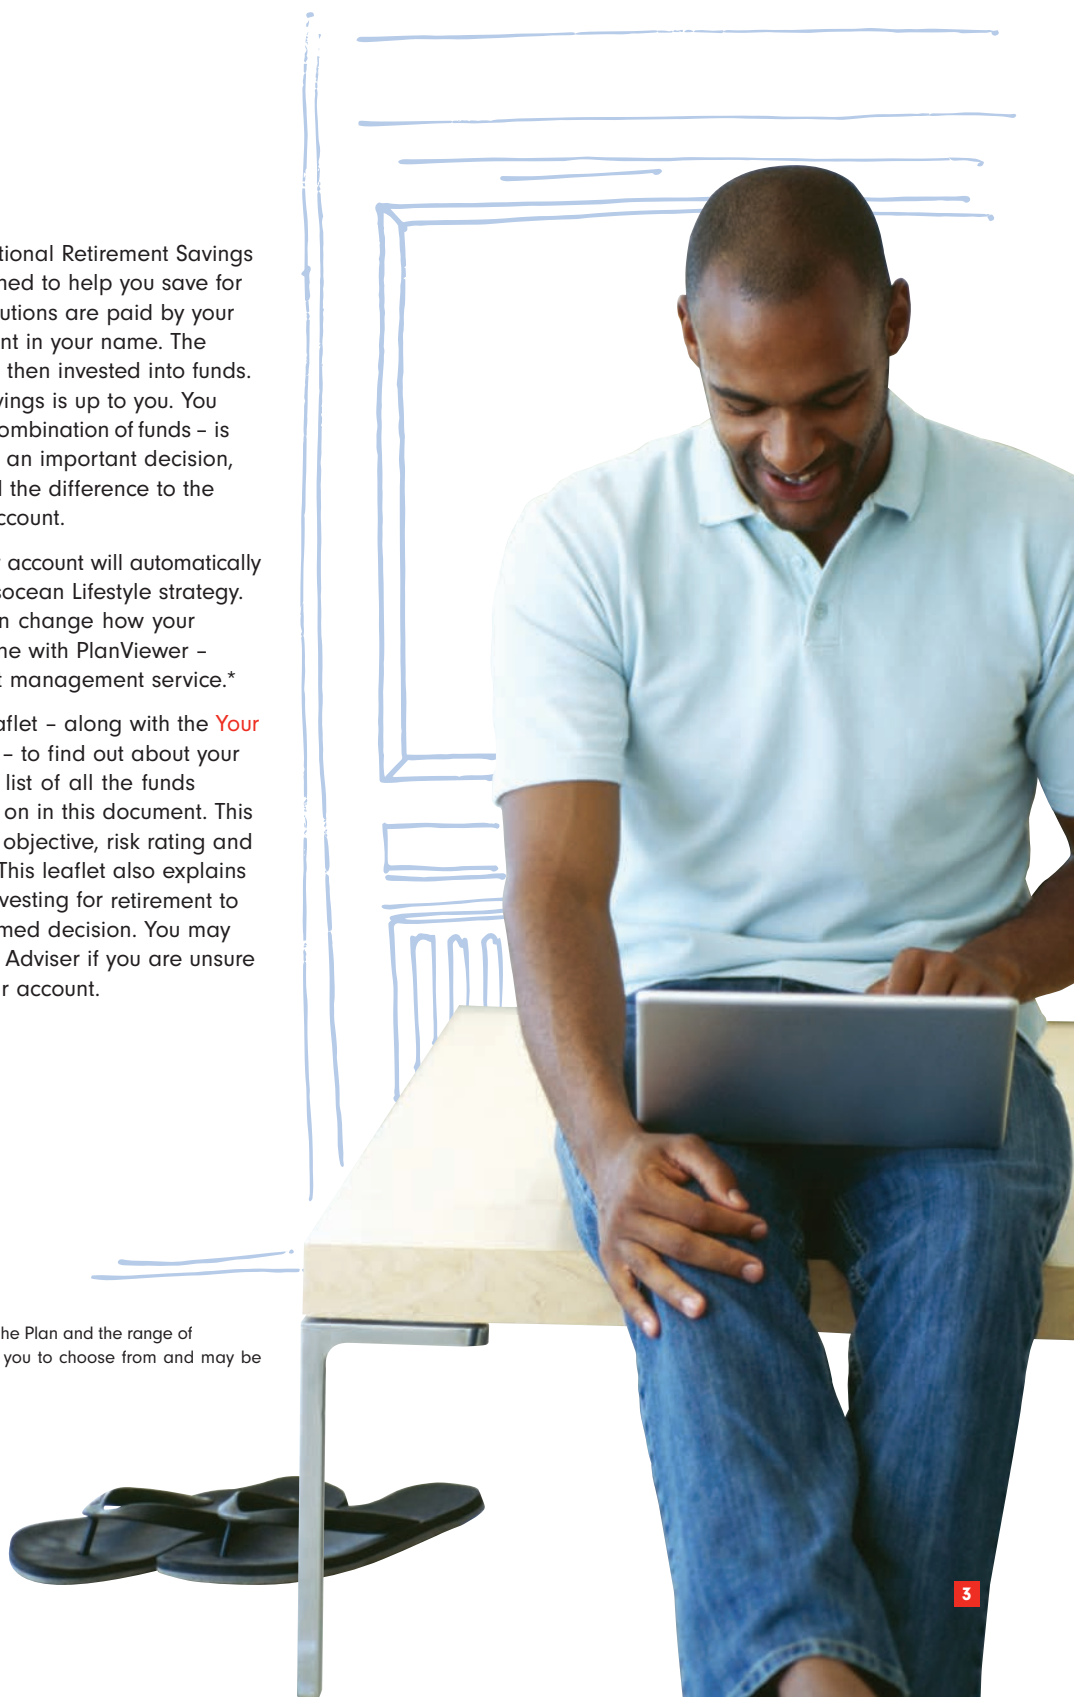 tional Retirement Savings
ned to help you save for
utions are paid by your
nt in your name. The
then invested into funds.
vings is up to you. You
ombination of funds – is
an important decision,
the difference to the
ccount.
account will automatically
socean Lifestyle strategy.
n change how your
ne with PlanViewer –
management service.*
aflet – along with the Your
– to find out about your
list of all the funds
on in this document. This
objective, risk rating and
This leaflet also explains
vesting for retirement to
med decision. You may
Adviser if you are unsure
r account.
he Plan and the range of
you to choose from and may be
3